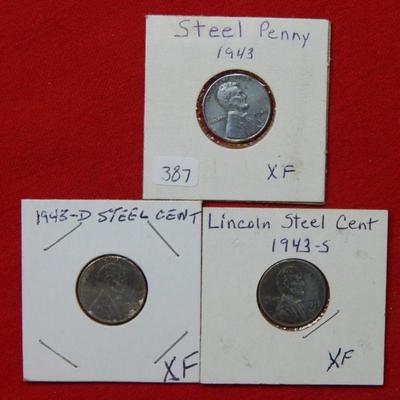 Steel Penny
1943
387
XF
1943-D STEEL CENT
XF
Lincoln Steel Cent
1943-S
XF